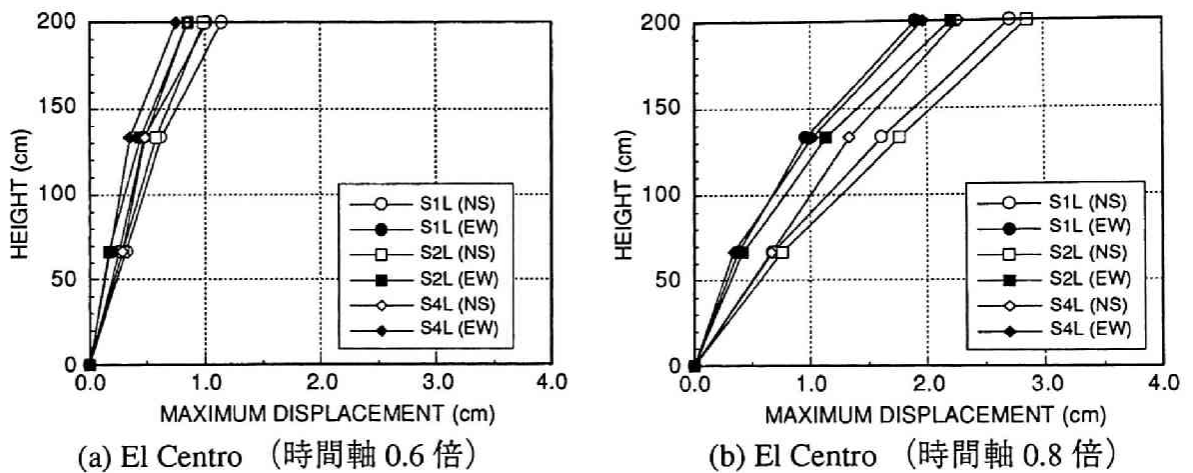 200
150
100
50
0
HEIGHT (cm)
S1L (NS)
S1L (EW)
S2L (NS)
S2L (EW)
S4L (NS)
S4L (EW)
0.0 1.0 2.0 3.0 4.0
MAXIMUM DISPLACEMENT (cm)
(a) El Centro （時間軸 0.6 倍）
200
150
100
50
0
HEIGHT (cm)
S1L (NS)
S1L (EW)
S2L (NS)
S2L (EW)
S4L (NS)
S4L (EW)
0.0 1.0 2.0 3.0 4.0
MAXIMUM DISPLACEMENT (cm)
(b) El Centro （時間軸 0.8 倍）